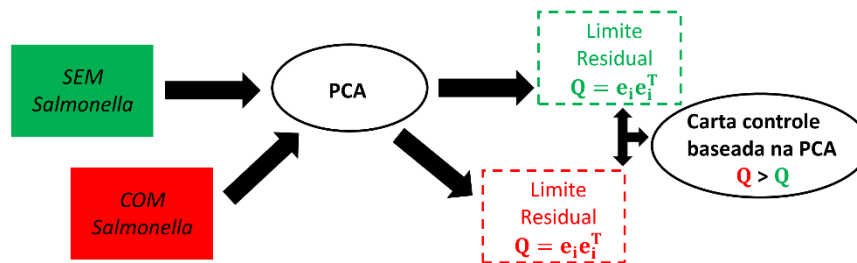 SEM
Salmonella
PCA
Limite
Residual
Q = eᵢeᵢᵀ
Carta controle
baseada na PCA
Q > Q
COM
Salmonella
Limite
Residual
Q = eᵢeᵢᵀ